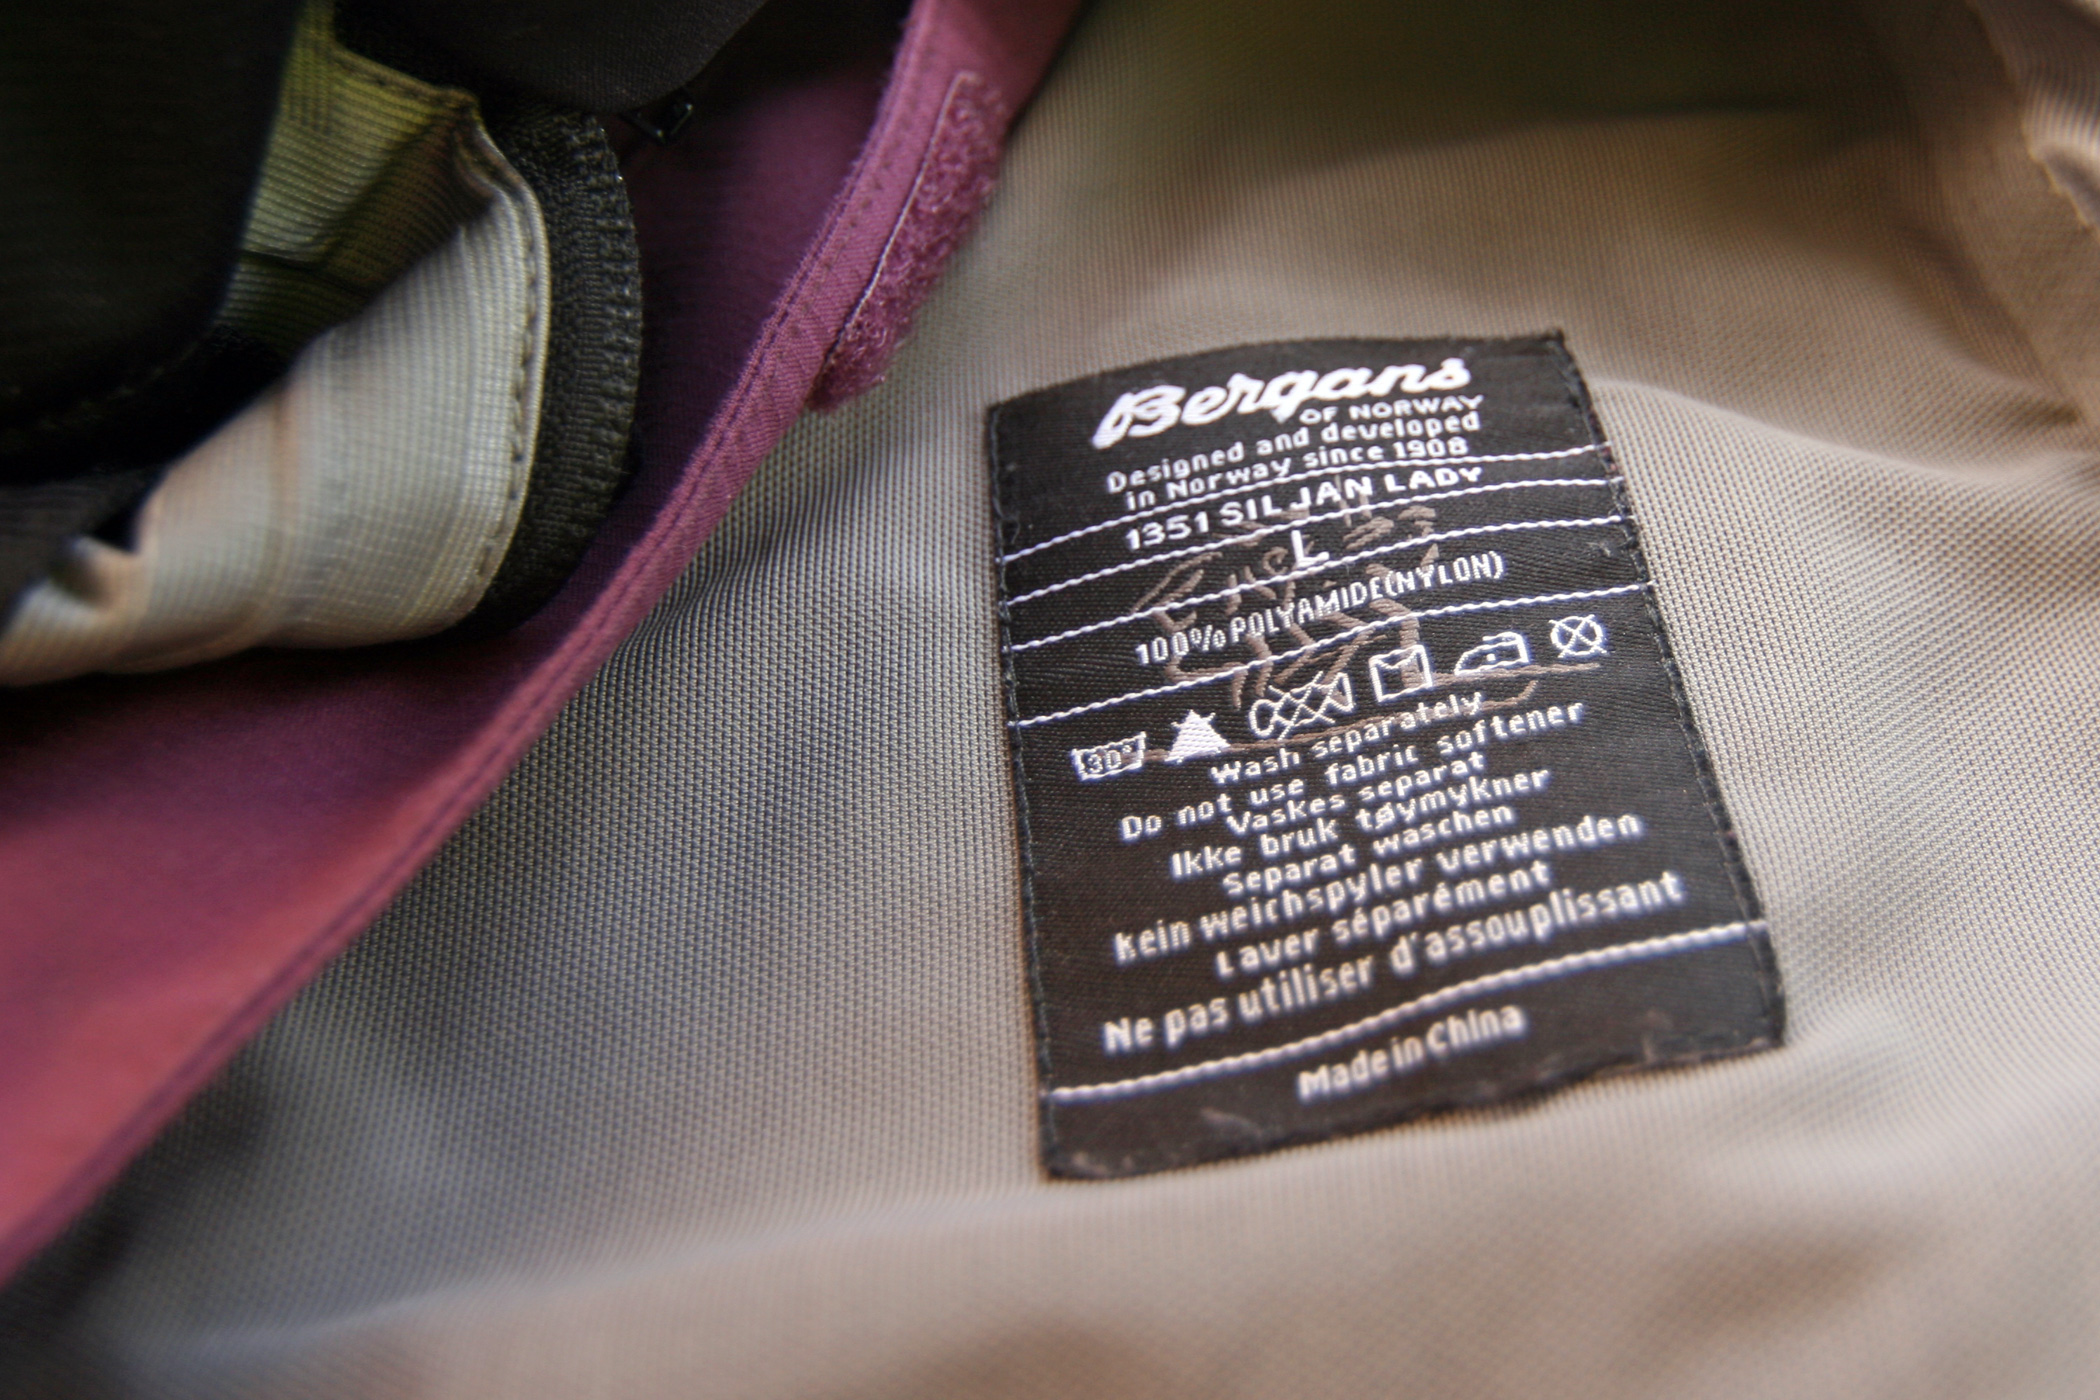 Bergans
OF NORWAY
Designed and developed
in Norway since 1908
1351 SILJAN LADY
L
100% POLYAMIDE(NYLON)
30°
Wash separately
Do not use fabric softener
Vaskes separat
Ikke bruk tøymykner
Separat waschen
kein weichspyler verwenden
Laver séparément
Ne pas utiliser d'assouplissant
Made in China